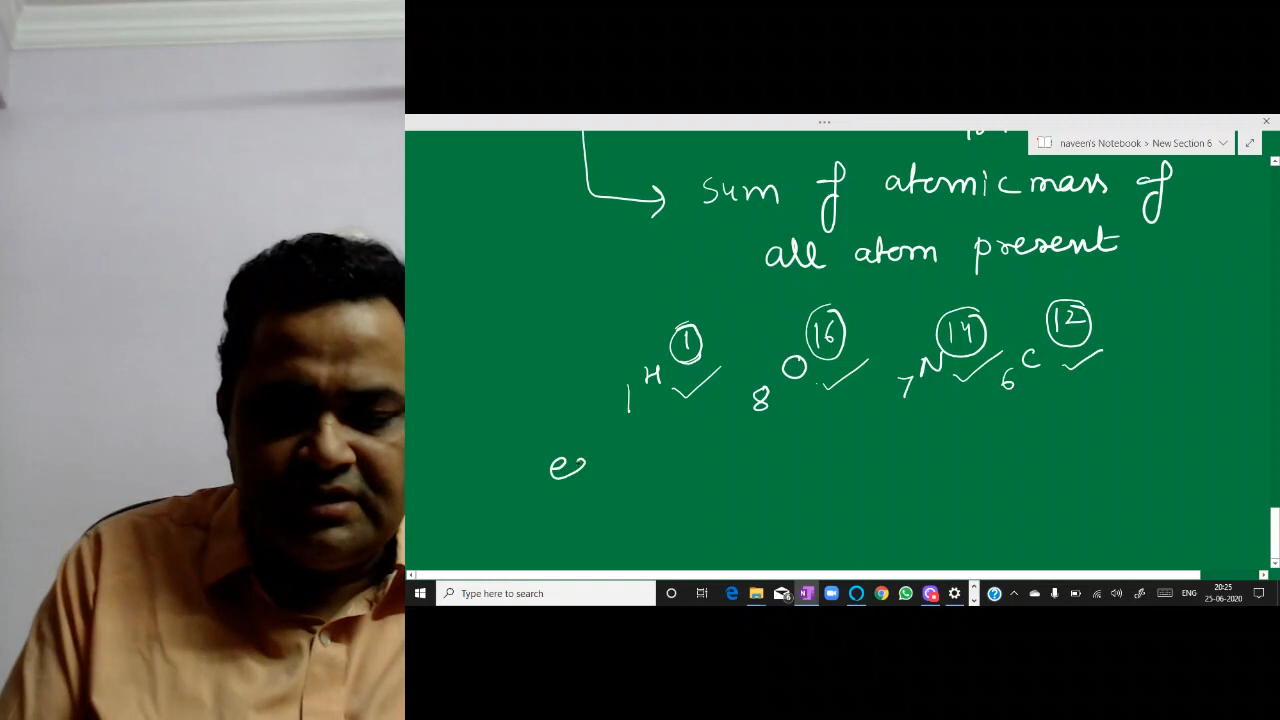 naveen's Notebook > New Section 6
sum of atomic mass of
all atom present
1 H 1 8 O 16 7 N 14 6 C 12
e
Type here to search
ENG
20:25
25-06-2020